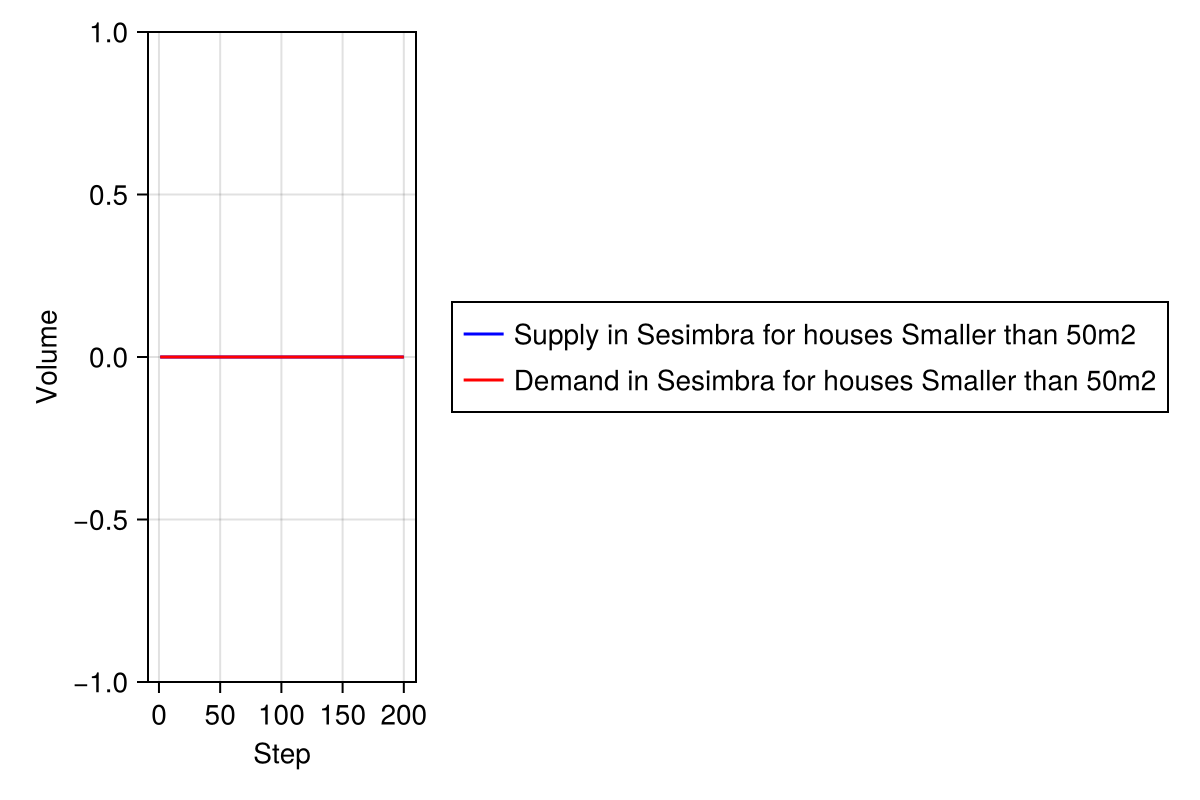 1.0
0.5
0.0
−0.5
−1.0
Volume
0 50 100 150 200
Step
Supply in Sesimbra for houses Smaller than 50m2
Demand in Sesimbra for houses Smaller than 50m2